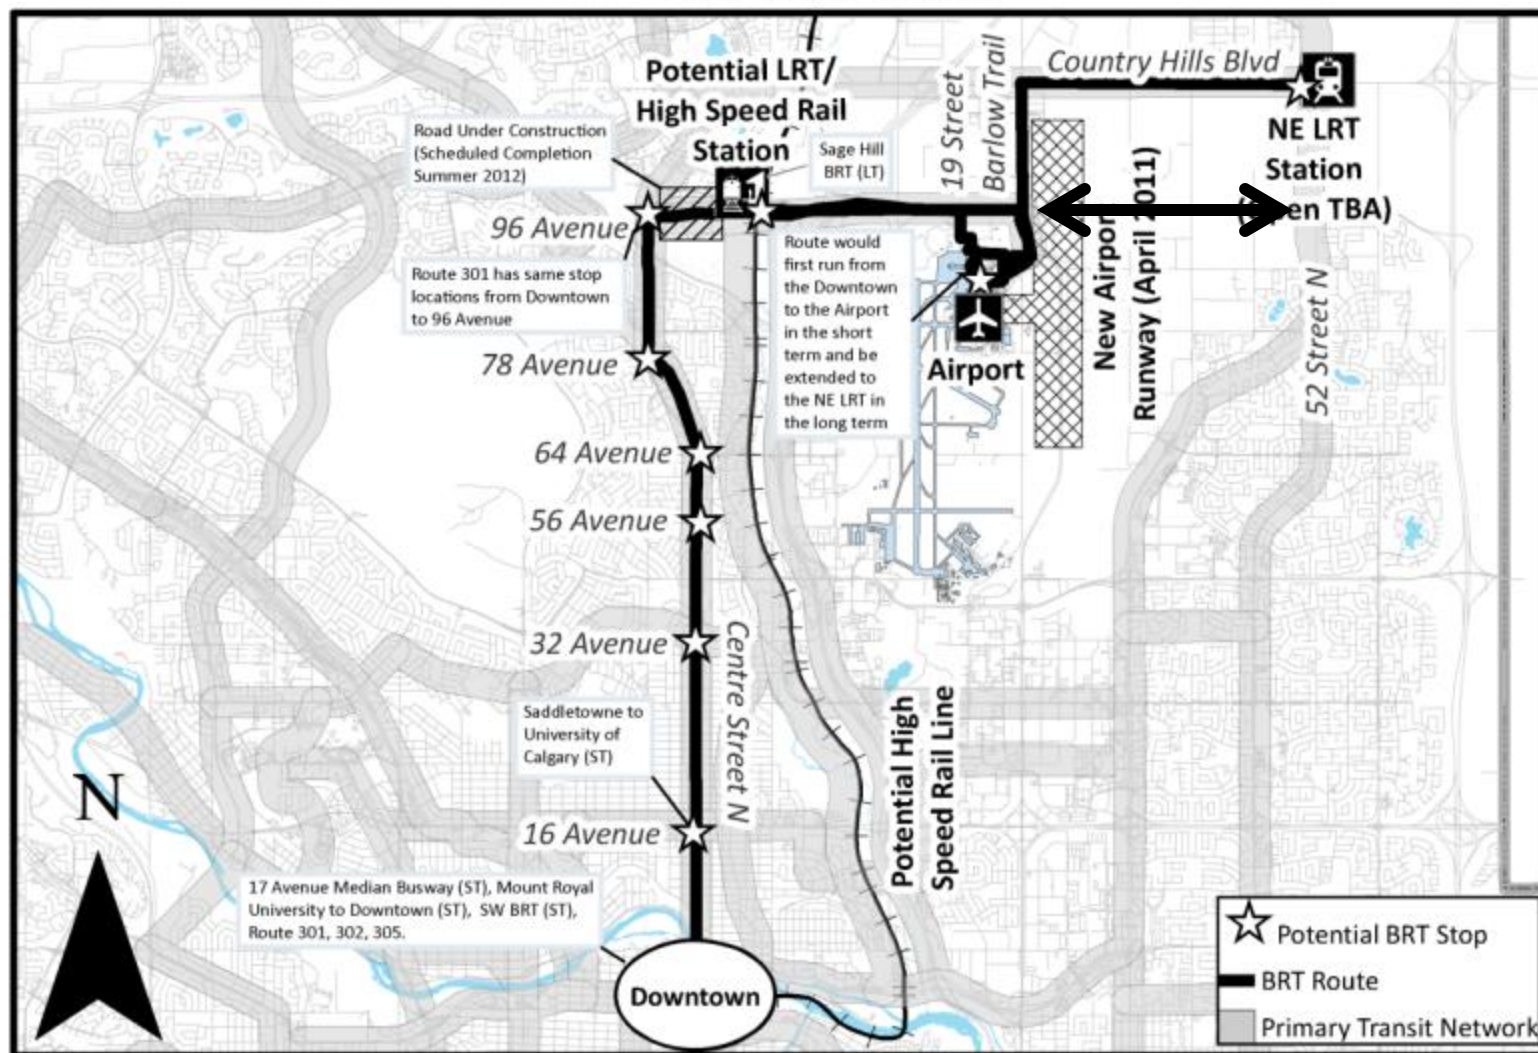 Potential LRT/
High Speed Rail
Station
Country Hills Blvd
19 Street
Barlow Trail
NE LRT
Station
TBA)
Road Under Construction
(Scheduled Completion
Summer 2012)
Sage Hill
BRT (LT)
96 Avenue
Route 301 has same stop
locations from Downtown
to 96 Avenue
Route would
first run from
the Downtown
to the Airport
in the short
term and be
extended to
the NE LRT in
the long term
New Airport
Runway (April 2011)
52 Street N
78 Avenue
Airport
64 Avenue
56 Avenue
32 Avenue
Centre Street N
Saddletowne to
University of
Calgary (ST)
Potential High
Speed Rail Line
N
16 Avenue
17 Avenue Median Busway (ST), Mount Royal
University to Downtown (ST), SW BRT (ST),
Route 301, 302, 305.
Downtown
Potential BRT Stop
BRT Route
Primary Transit Network